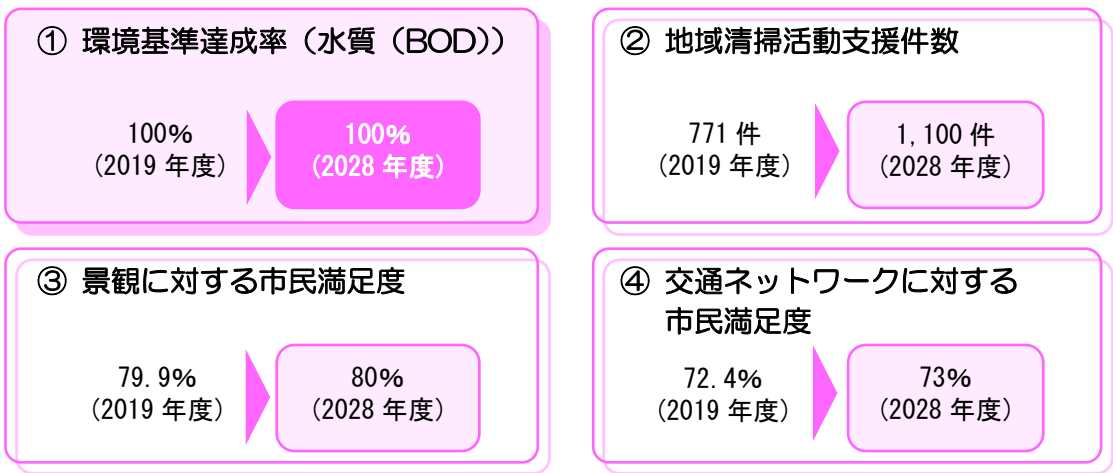 ① 環境基準達成率（水質（BOD））
100%
（2019 年度）
100%
（2028 年度）
② 地域清掃活動支援件数
771 件
（2019 年度）
1,100 件
（2028 年度）
③ 景観に対する市民満足度
79.9%
（2019 年度）
80%
（2028 年度）
④ 交通ネットワークに対する
市民満足度
72.4%
（2019 年度）
73%
（2028 年度）